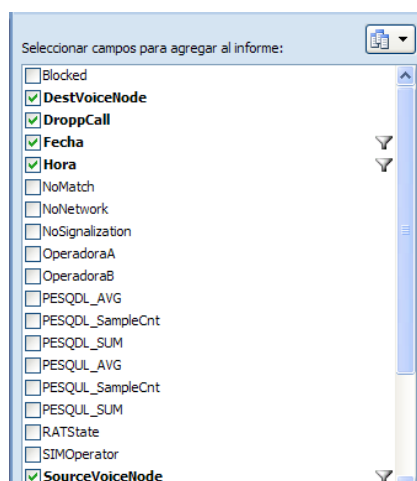 Seleccionar campos para agregar al informe:
Blocked
DestVoiceNode
DroppCall
Fecha
Hora
NoMatch
NoNetwork
NoSignalization
OperadoraA
OperadoraB
PESQDL_AVG
PESQDL_SampleCnt
PESQDL_SUM
PESQUL_AVG
PESQUL_SampleCnt
PESQUL_SUM
RATState
SIMOperator
SourceVoiceNode